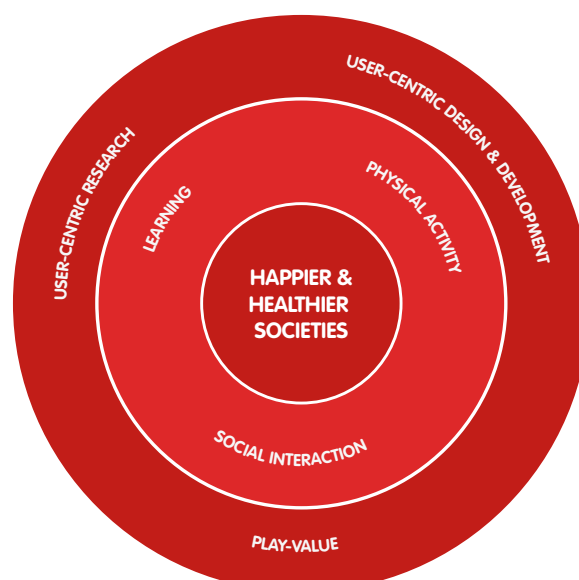 USER-CENTRIC DESIGN & DEVELOPMENT
USER-CENTRIC RESEARCH
PHYSICAL ACTIVITY
LEARNING
HAPPIER &
HEALTHIER
SOCIETIES
SOCIAL INTERACTION
PLAY-VALUE